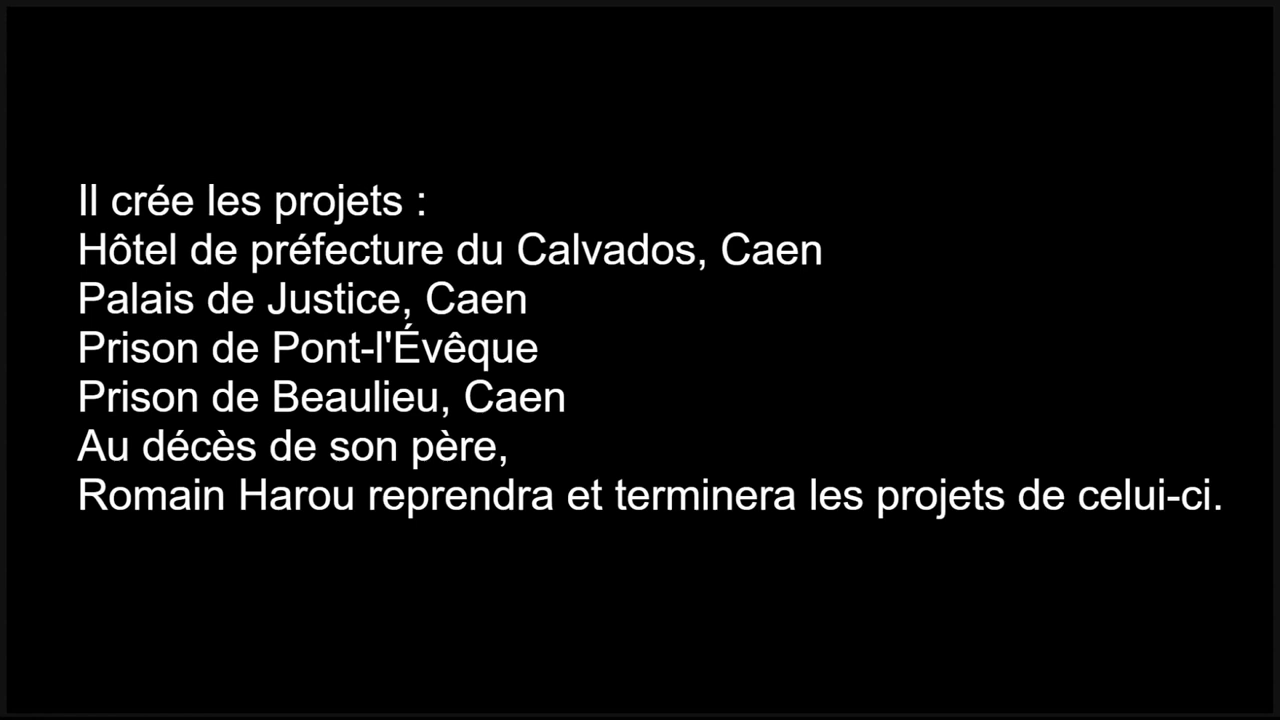 Il crée les projets :
Hôtel de préfecture du Calvados, Caen
Palais de Justice, Caen
Prison de Pont-l'Évêque
Prison de Beaulieu, Caen
Au décès de son père,
Romain Harou reprendra et terminera les projets de celui-ci.